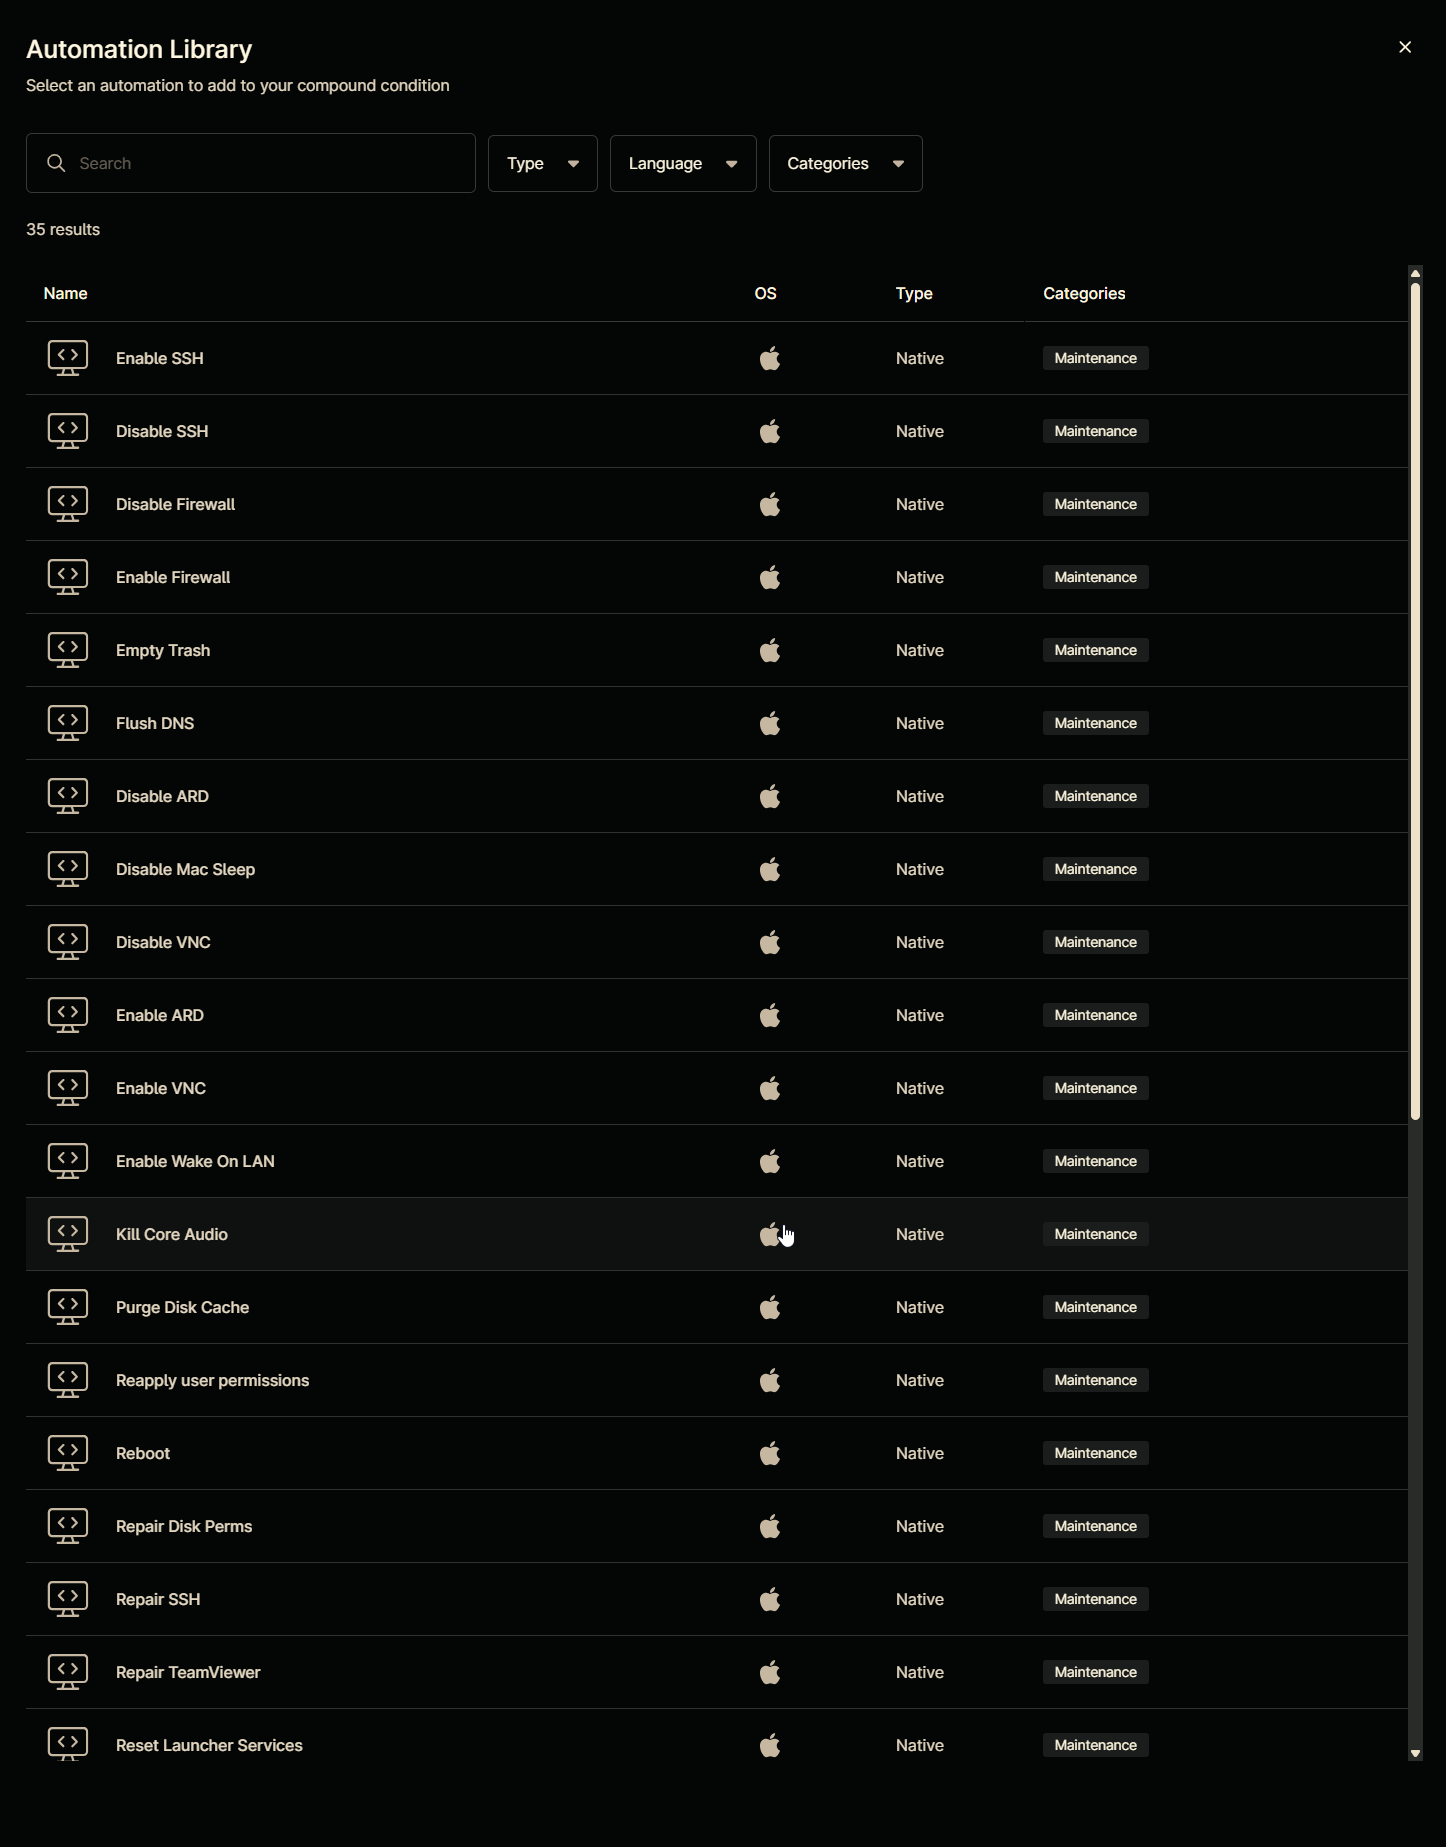 Automation Library
Select an automation to add to your compound condition
Search
Type
Language
Categories
35 results
Name OS Type Categories
Enable SSH Native Maintenance
Disable SSH Native Maintenance
Disable Firewall Native Maintenance
Enable Firewall Native Maintenance
Empty Trash Native Maintenance
Flush DNS Native Maintenance
Disable ARD Native Maintenance
Disable Mac Sleep Native Maintenance
Disable VNC Native Maintenance
Enable ARD Native Maintenance
Enable VNC Native Maintenance
Enable Wake On LAN Native Maintenance
Kill Core Audio Native Maintenance
Purge Disk Cache Native Maintenance
Reapply user permissions Native Maintenance
Reboot Native Maintenance
Repair Disk Perms Native Maintenance
Repair SSH Native Maintenance
Repair TeamViewer Native Maintenance
Reset Launcher Services Native Maintenance